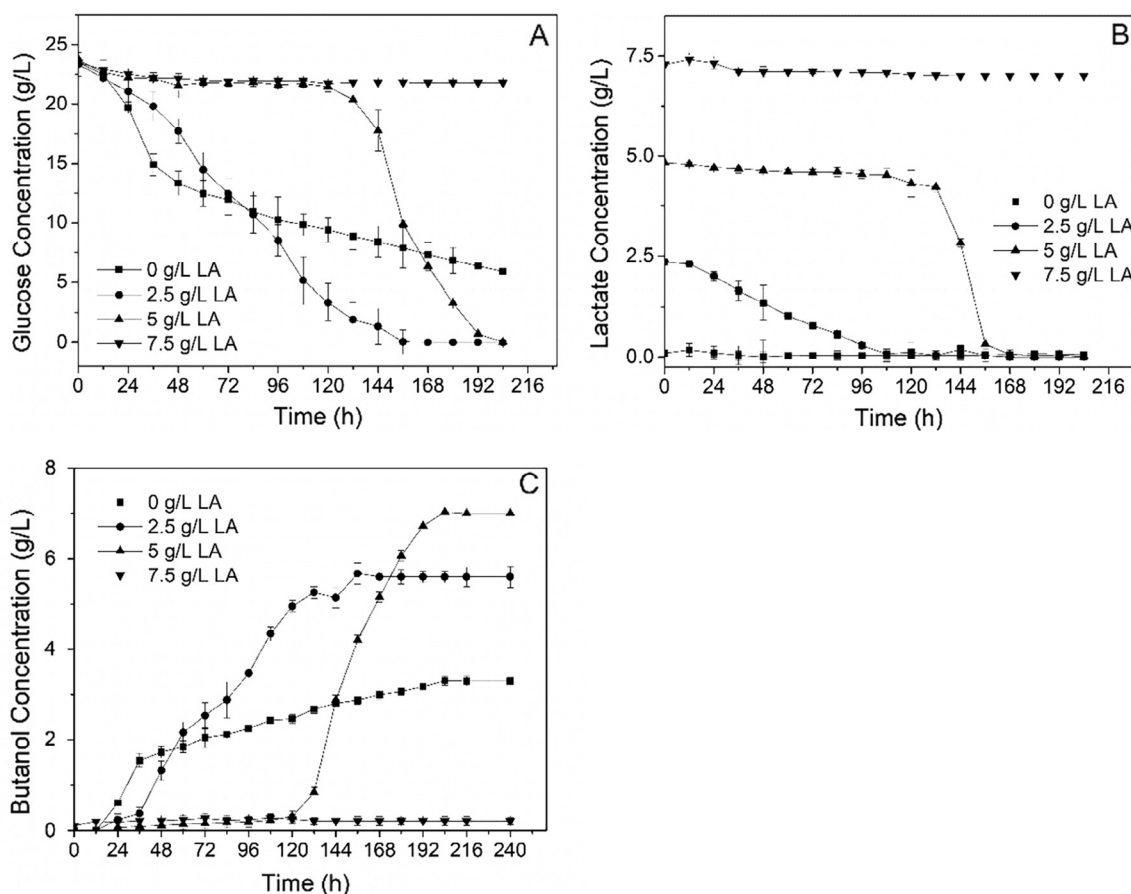 A
Glucose Concentration (g/L)
25
20
15
10
5
0
0 g/L LA
2.5 g/L LA
5 g/L LA
7.5 g/L LA
0 24 48 72 96 120 144 168 192 216
Time (h)
B
Lactate Concentration (g/L)
7.5
5.0
2.5
0.0
0 g/L LA
2.5 g/L LA
5 g/L LA
7.5 g/L LA
0 24 48 72 96 120 144 168 192 216
Time (h)
C
Butanol Concentration (g/L)
8
6
4
2
0
0 g/L LA
2.5 g/L LA
5 g/L LA
7.5 g/L LA
0 24 48 72 96 120 144 168 192 216 240
Time (h)